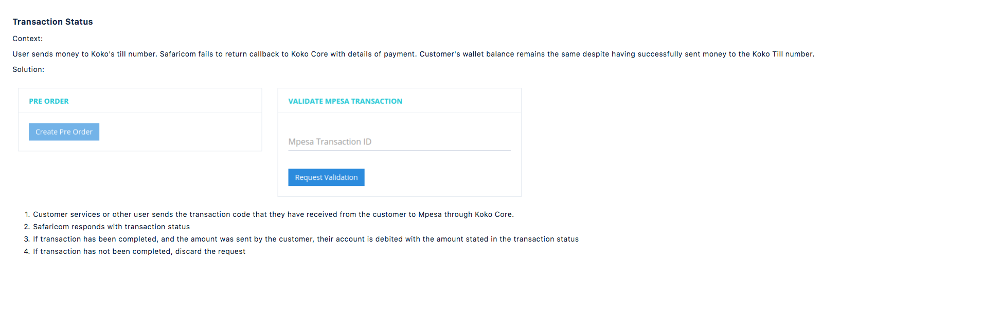 Transaction Status
Context:
User sends money to Koko's till number. Safaricom fails to return callback to Koko Core with details of payment. Customer's wallet balance remains the same despite having successfully sent money to the Koko Till number.
Solution:
PRE ORDER
Create Pre Order
VALIDATE MPESA TRANSACTION
Mpesa Transaction ID
Request Validation
1. Customer services or other user sends the transaction code that they have received from the customer to Mpesa through Koko Core.
2. Safaricom responds with transaction status
3. If transaction has been completed, and the amount was sent by the customer, their account is debited with the amount stated in the transaction status
4. If transaction has not been completed, discard the request